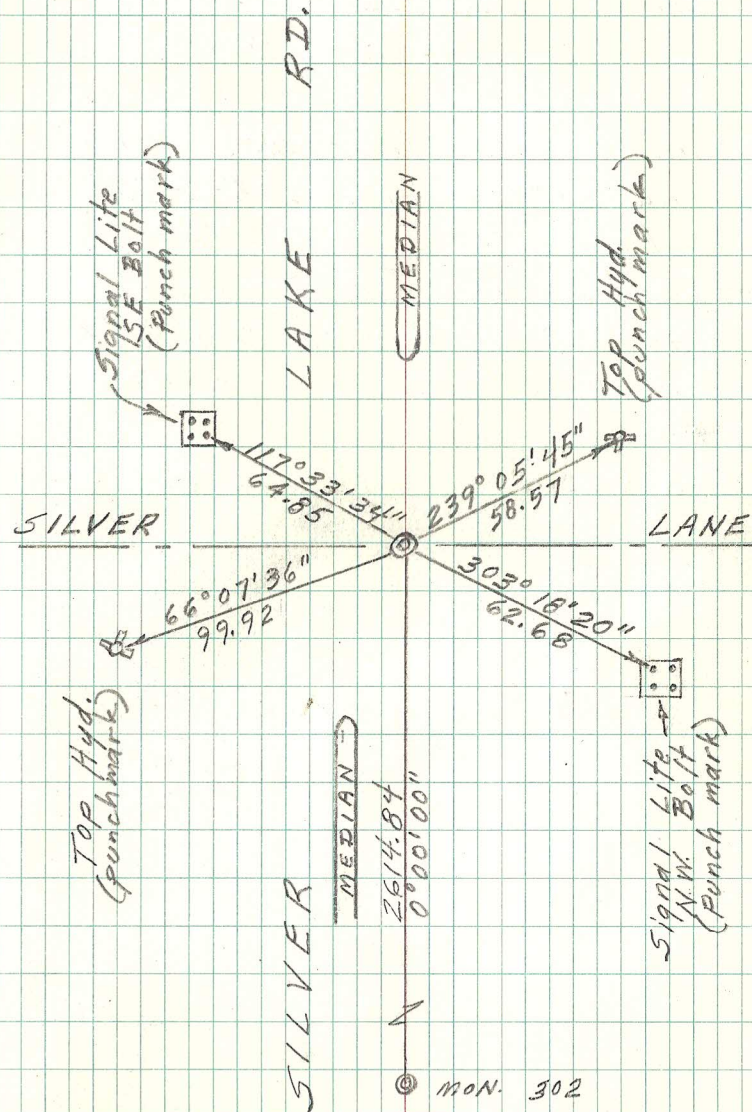 SILVER LAKE RD.
Signal Lite
SE Bolt
(Punch mark)
MEDIAN
Top Hyd.
(punch mark)
117° 33' 34"
64.85
239° 05' 45"
58.57
SILVER LANE
66° 07' 36"
99.92
303° 18' 20"
62.68
Top Hyd.
(punch mark)
MEDIAN
2614.84
0° 00' 00"
Signal Lite
N.W. Bolt
(Punch mark)
MON. 302